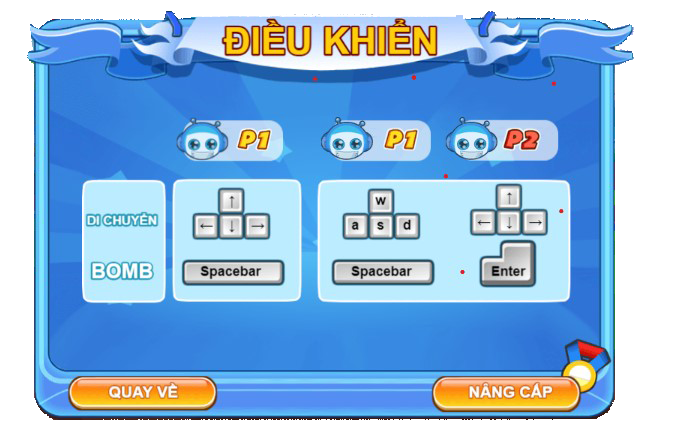 ĐIỀU KHIỂN
P1 P1 P2
w ↑
DI CHUYỂN ← ↓ → a s d ← ↓ →
↑
BOMB Spacebar Spacebar Enter
QUAY VỀ NÂNG CẤP